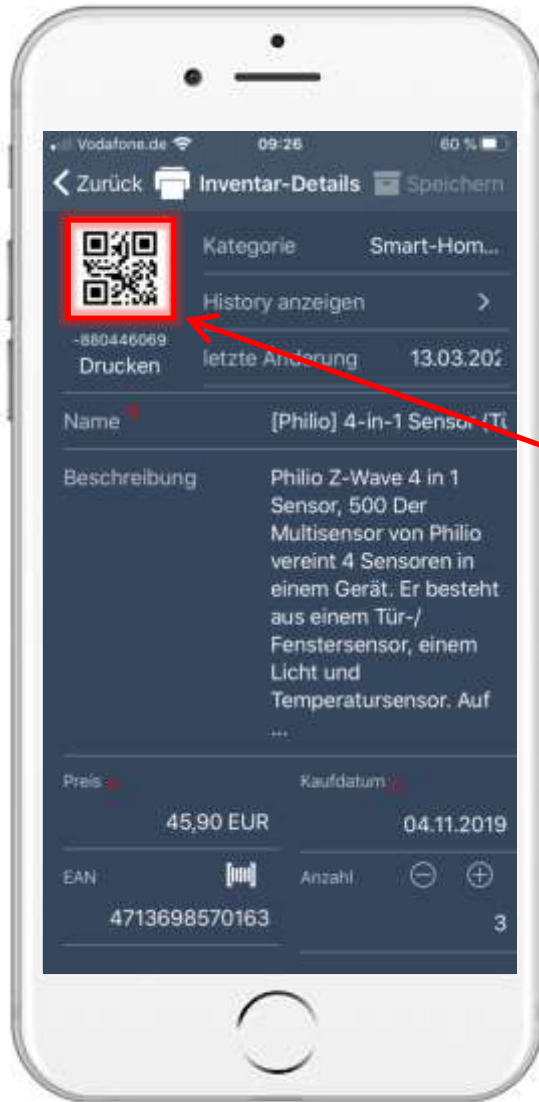 Vodafone.de 09:26 60 %
Zurück Inventar-Details Speichern
Kategorie Smart-Hom...
History anzeigen
-880446069
Drucken
letzte Änderung 13.03.202
Name * [Philio] 4-in-1 Sensor (Tü
Beschreibung
Philio Z-Wave 4 in 1
Sensor, 500 Der
Multisensor von Philio
vereint 4 Sensoren in
einem Gerät. Er besteht
aus einem Tür-/
Fenstersensor, einem
Licht und
Temperatursensor. Auf
...
Preis * Kaufdatum *
45,90 EUR 04.11.2019
EAN Anzahl
4713698570163 3